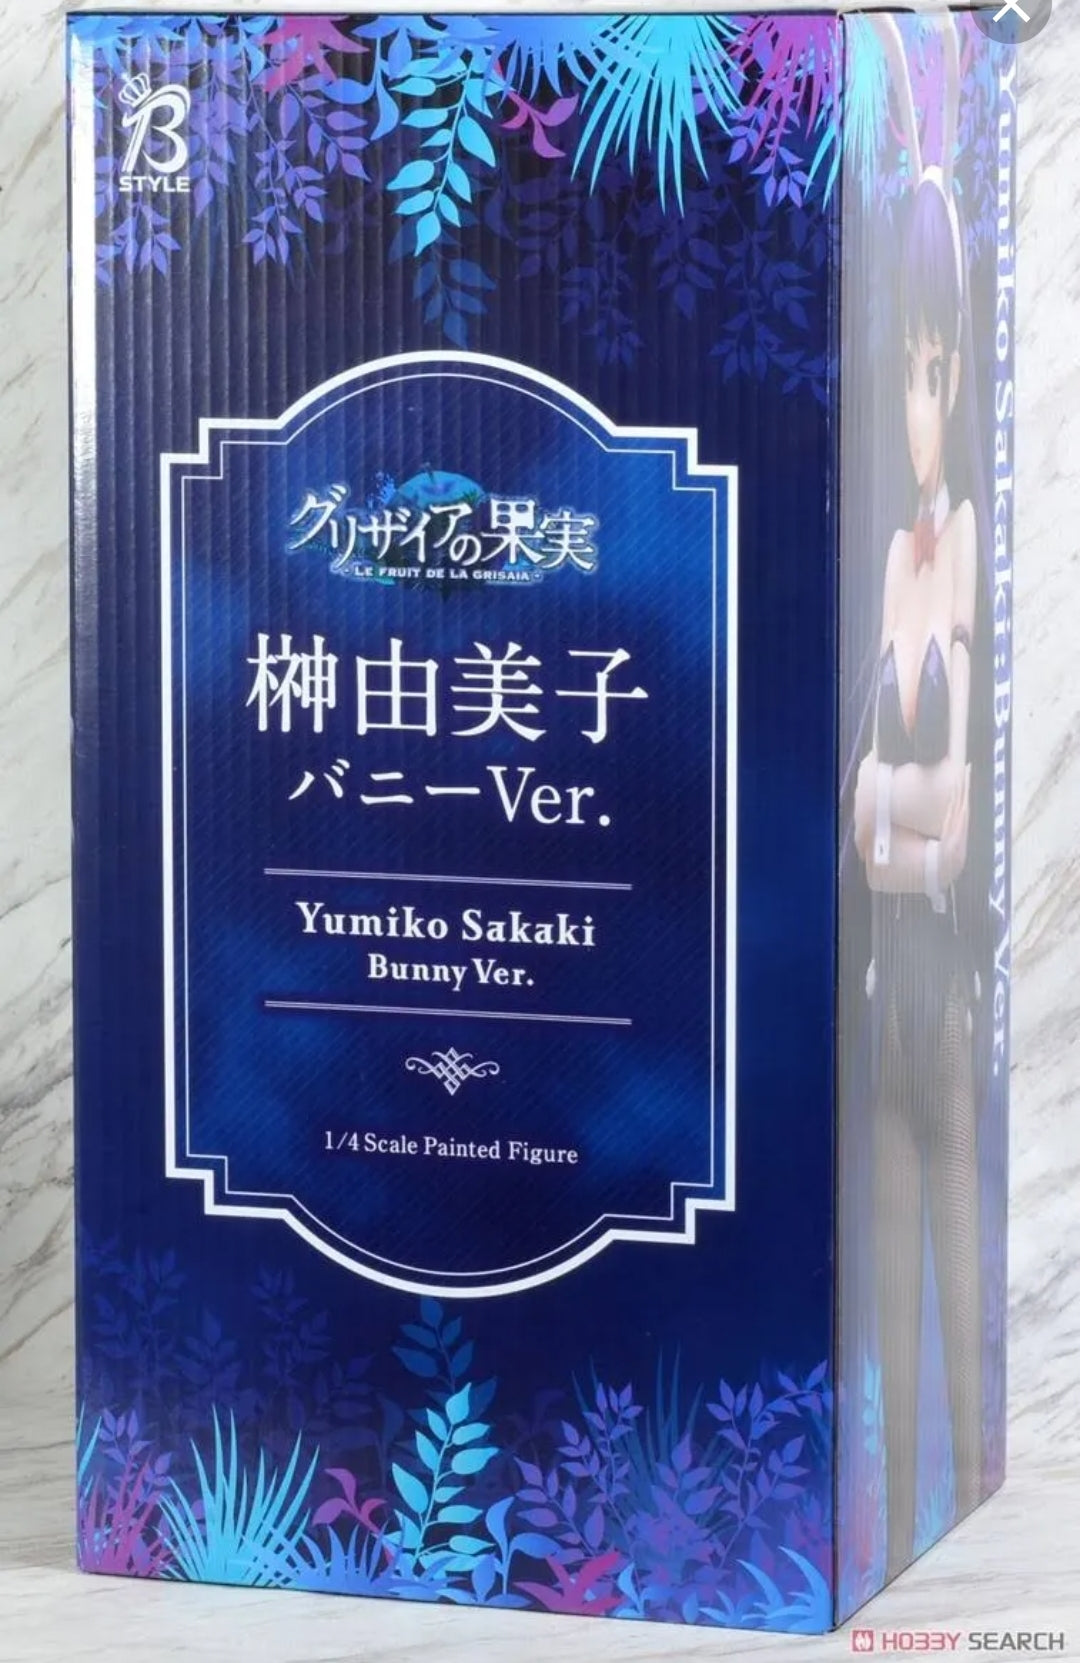 B
STYLE
グリザイアの果実
- LE FRUIT DE LA GRISAIA -
榊由美子
バニーVer.
Yumiko Sakaki
Bunny Ver.
1/4 Scale Painted Figure
Yumiko Sakaki: Bunny Ver.
HOBBY SEARCH